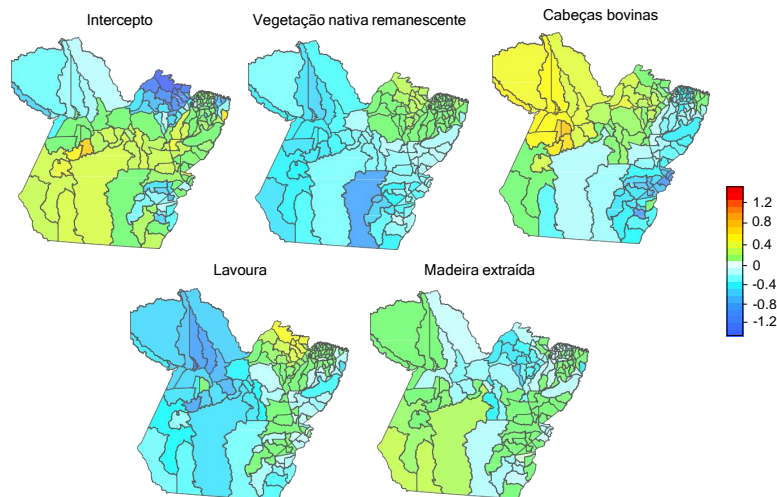 Intercepto
Vegetação nativa remanescente
Cabeças bovinas
Lavoura
Madeira extraída
1.2
0.8
0.4
0
-0.4
-0.8
-1.2